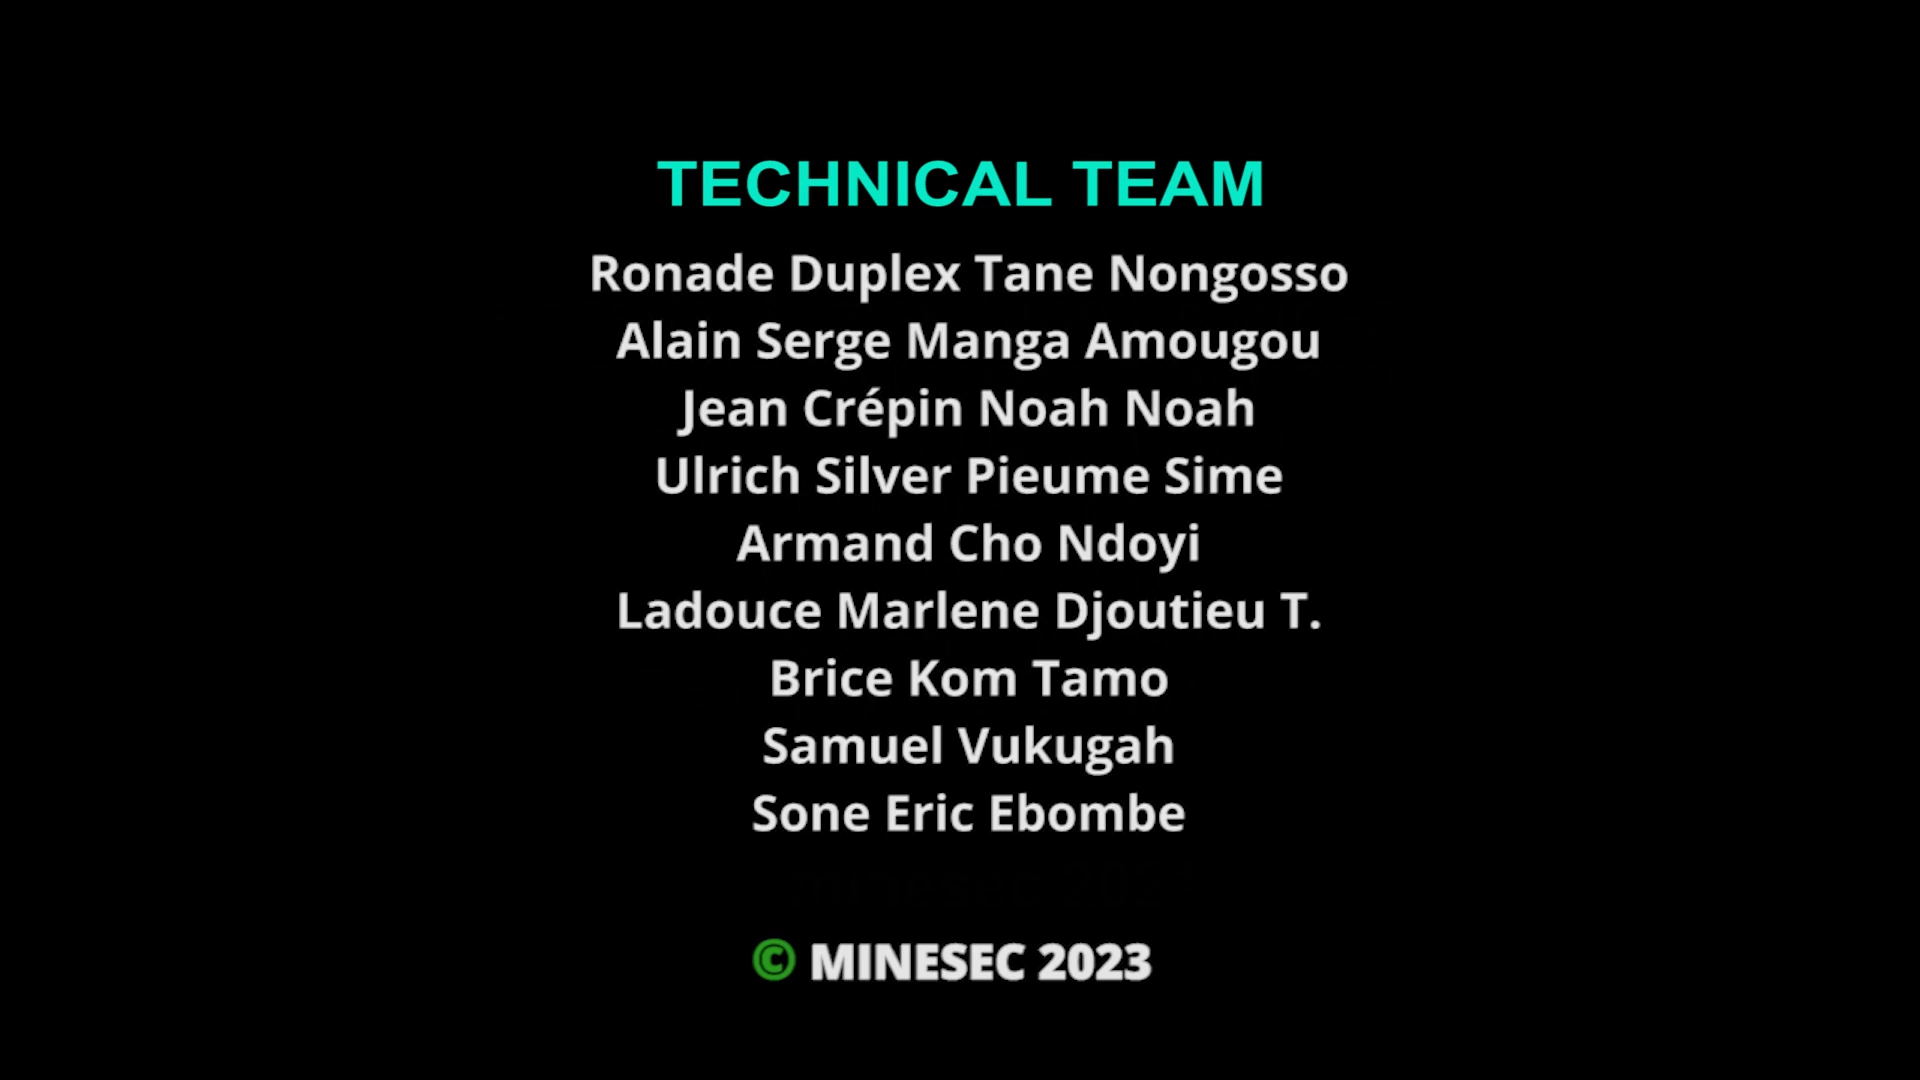 TECHNICAL TEAM
Ronade Duplex Tane Nongosso
Alain Serge Manga Amougou
Jean Crépin Noah Noah
Ulrich Silver Pieume Sime
Armand Cho Ndoyi
Ladouce Marlene Djoutieu T.
Brice Kom Tamo
Samuel Vukugah
Sone Eric Ebombe
© MINESEC 2023